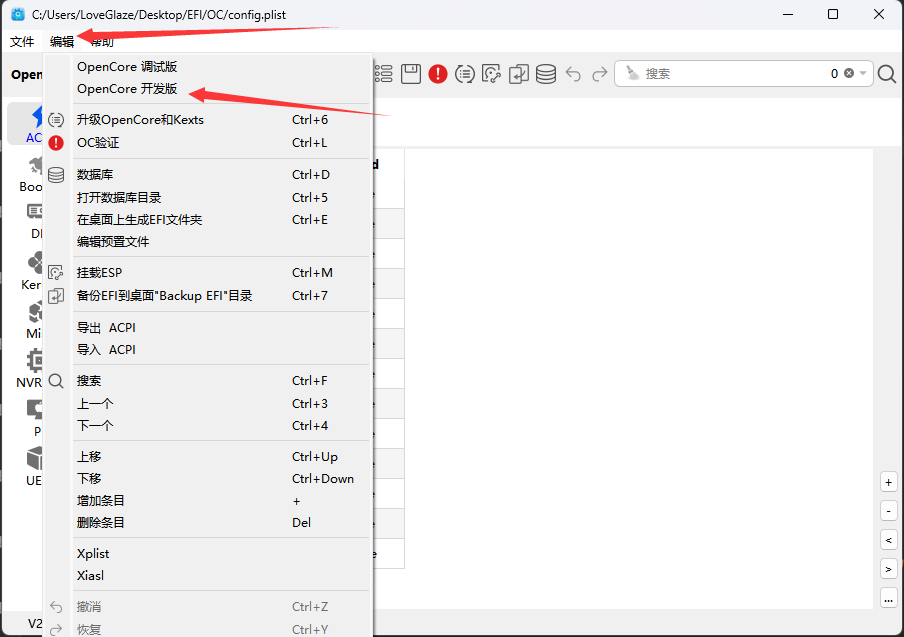 C:/Users/LoveGlaze/Desktop/EFI/OC/config.plist
文件 编辑 帮助
Open
搜索 0
OpenCore 调试版
OpenCore 开发版
升级OpenCore和Kexts Ctrl+6
OC验证 Ctrl+L
数据库 Ctrl+D
打开数据库目录 Ctrl+5
在桌面上生成EFI文件夹 Ctrl+E
编辑预置文件
挂载ESP Ctrl+M
备份EFI到桌面"Backup EFI"目录 Ctrl+7
导出 ACPI
导入 ACPI
搜索 Ctrl+F
上一个 Ctrl+3
下一个 Ctrl+4
上移 Ctrl+Up
下移 Ctrl+Down
增加条目 +
删除条目 Del
Xplist
Xiasl
撤消 Ctrl+Z
恢复 Ctrl+Y
AC
Boo
Ker
Mi
NVR
P
UE
V2
+
-
<
>
...